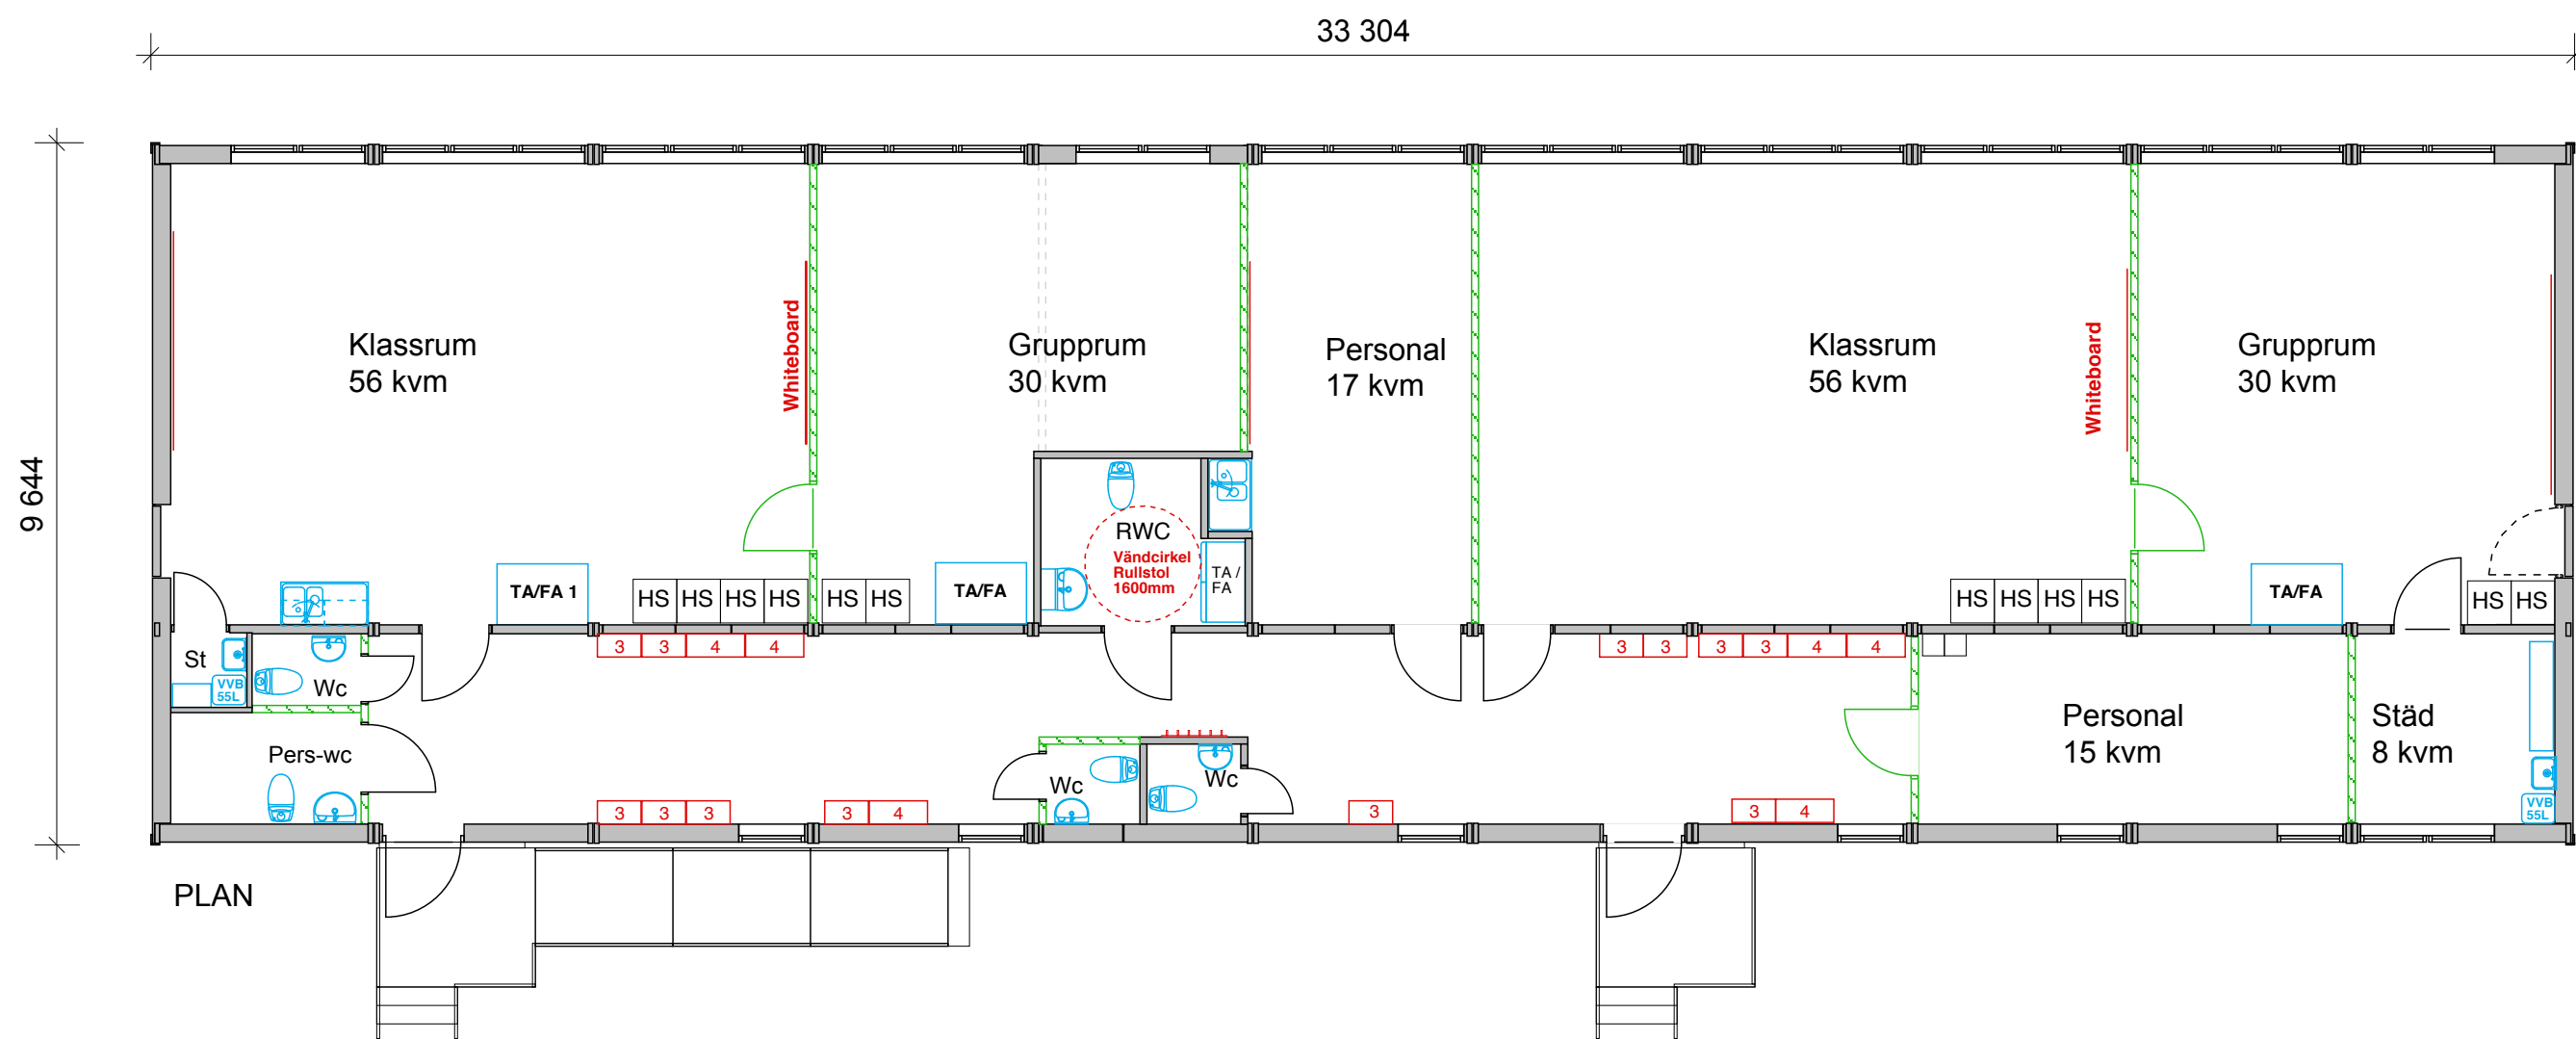 33 304
9 644
Klassrum
56 kvm
Whiteboard
Grupprum
30 kvm
Personal
17 kvm
Klassrum
56 kvm
Whiteboard
Grupprum
30 kvm
RWC
Vändcirkel
Rullstol
1600mm
TA /
FA
TA/FA 1
HS HS HS HS
HS HS
TA/FA
HS HS HS HS
TA/FA
HS HS
St
VVB
55L
Wc
3 3 4 4
3 3
3 3 4 4
Pers-wc
Wc
Wc
Personal
15 kvm
Städ
8 kvm
VVB
55L
3 3 3
3 4
3
3 4
PLAN